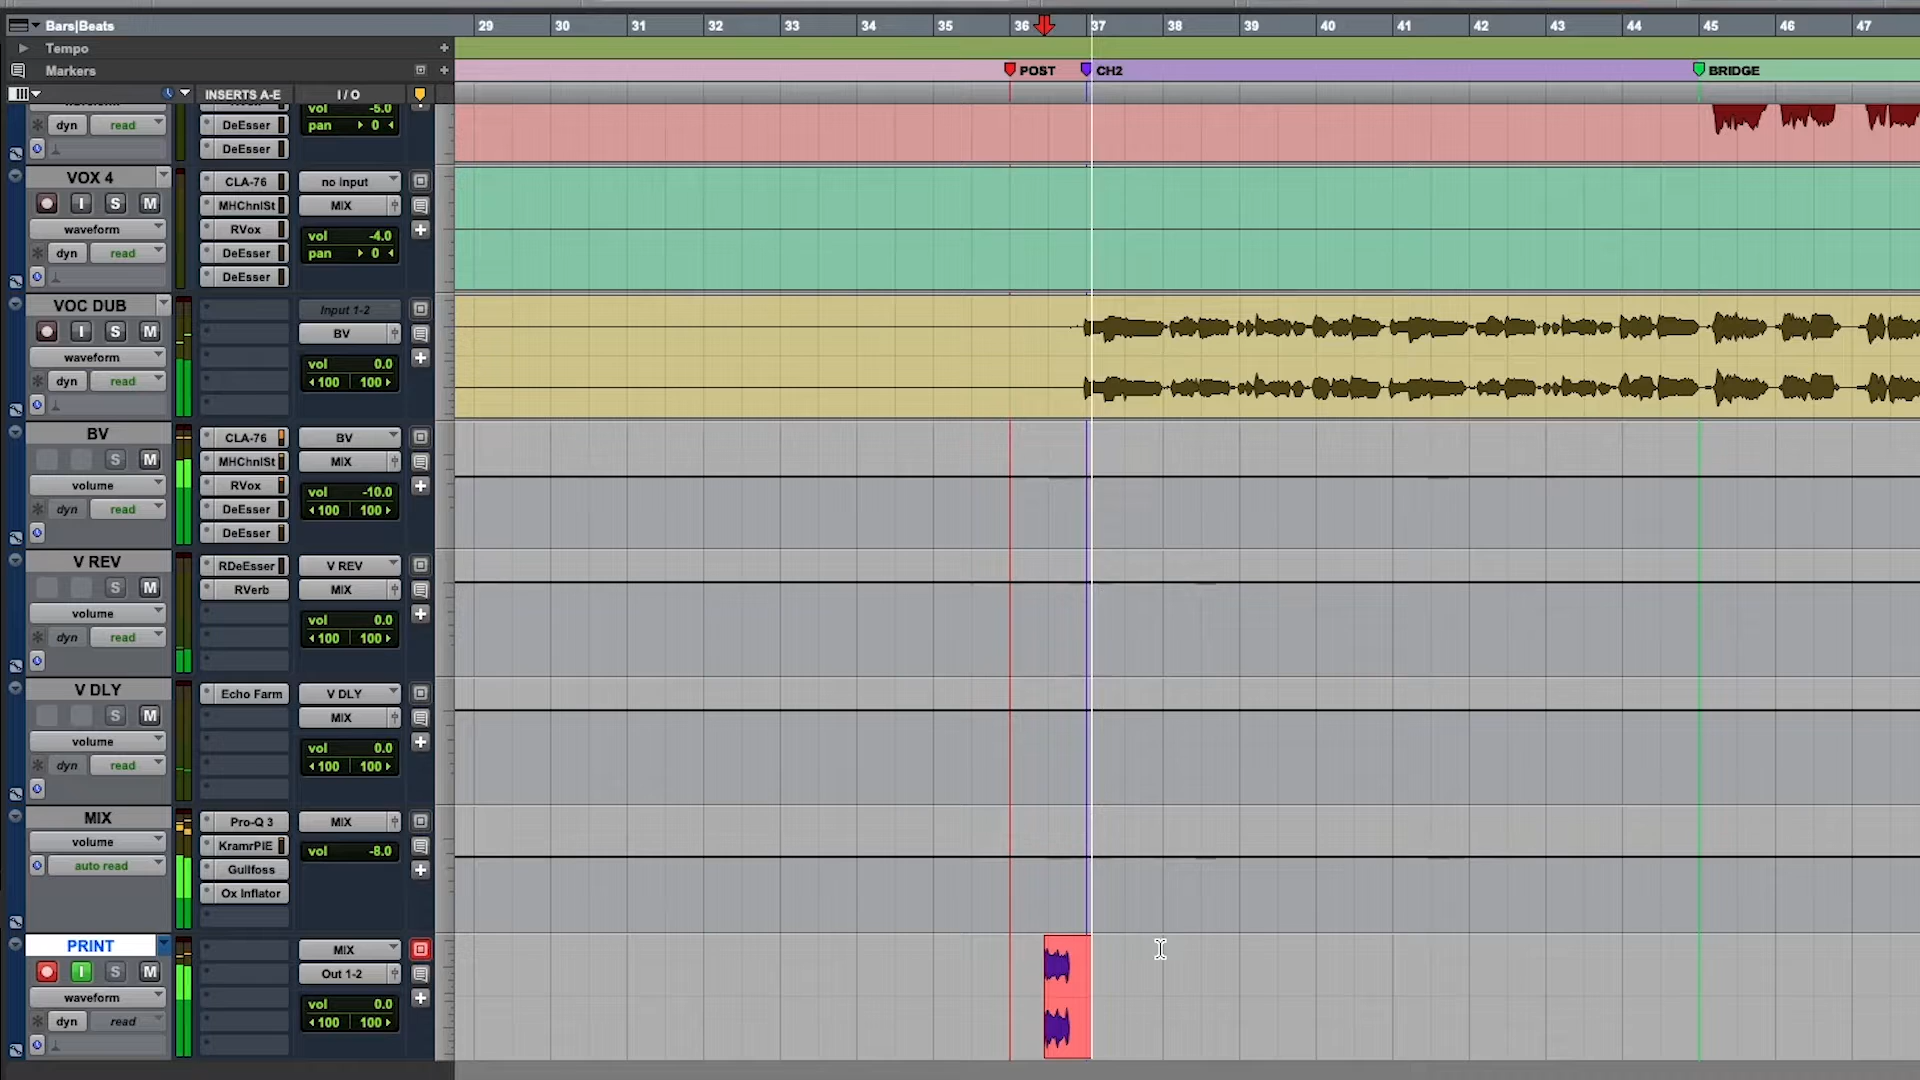 Bars|Beats 29 30 31 32 33 34 35 36 37 38 39 40 41 42 43 44 45 46 47
Tempo
Markers POST CH2 BRIDGE
INSERTS A-E I / O
vol -5.0
dyn read DeEsser pan 0
DeEsser
VOX 4 CLA-76 no input
I S M MHChnlSt MIX
waveform RVox vol -4.0
dyn read DeEsser pan 0
DeEsser
VOC DUB Input 1-2
I S M BV
waveform vol 0.0
dyn read 100 100
BV CLA-76 BV
S M MHChnlSt MIX
volume RVox vol -10.0
dyn read DeEsser 100 100
DeEsser
V REV RDeEsser V REV
S M RVerb MIX
volume vol 0.0
dyn read 100 100
V DLY Echo Farm V DLY
S M MIX
volume vol 0.0
dyn read 100 100
MIX Pro-Q 3 MIX
volume KramrPIE vol -8.0
auto read Gullfoss
Ox Inflator
PRINT MIX
I S M Out 1-2
waveform vol 0.0
dyn read 100 100